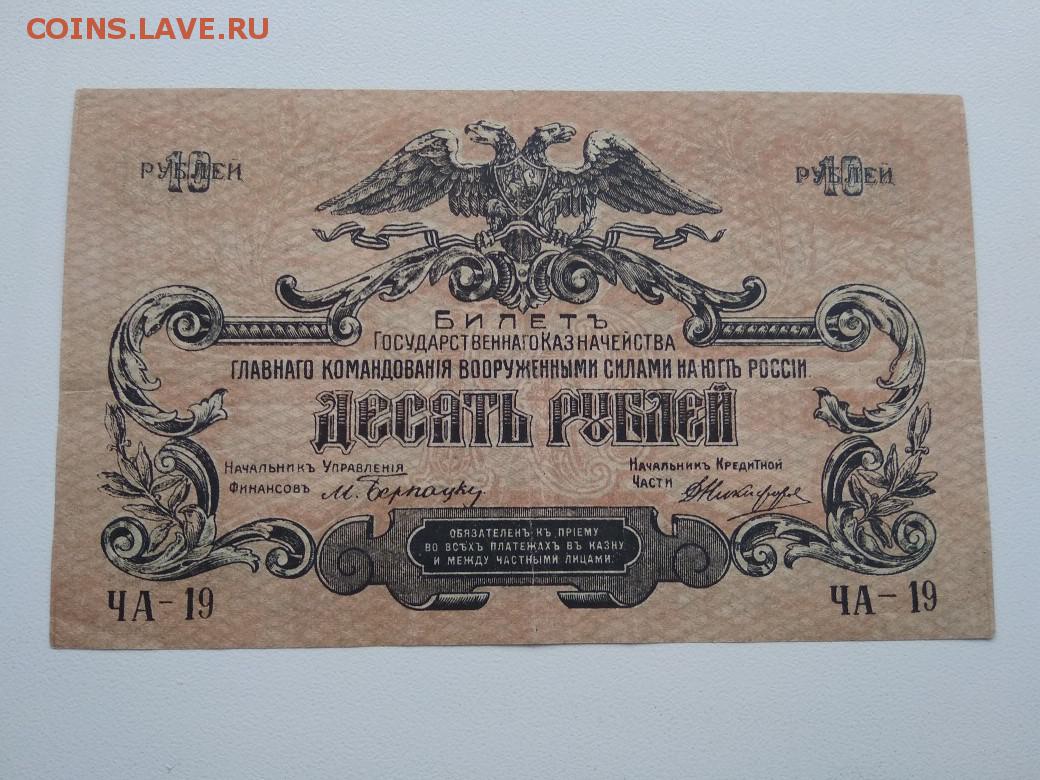 COINS.LAVE.RU
10 РУБЛЕЙ
10 РУБЛЕЙ
БИЛЕТЪ
ГОСУДАРСТВЕННАГО КАЗНАЧЕЙСТВА
ГЛАВНАГО КОМАНДОВАНІЯ ВООРУЖЕННЫМИ СИЛАМИ НА ЮГѢ РОССІИ.
ДЕСЯТЬ РУБЛЕЙ
НАЧАЛЬНИКЪ УПРАВЛЕНІЯ
ФИНАНСОВЪ М. Бернацкій
НАЧАЛЬНИКЪ КРЕДИТНОЙ
ЧАСТИ
ОБЯЗАТЕЛЕНЪ КЪ ПРІЕМУ
ВО ВСѢХЪ ПЛАТЕЖАХЪ ВЪ КАЗНУ
И МЕЖДУ ЧАСТНЫМИ ЛИЦАМИ.
ЧА-19
ЧА-19